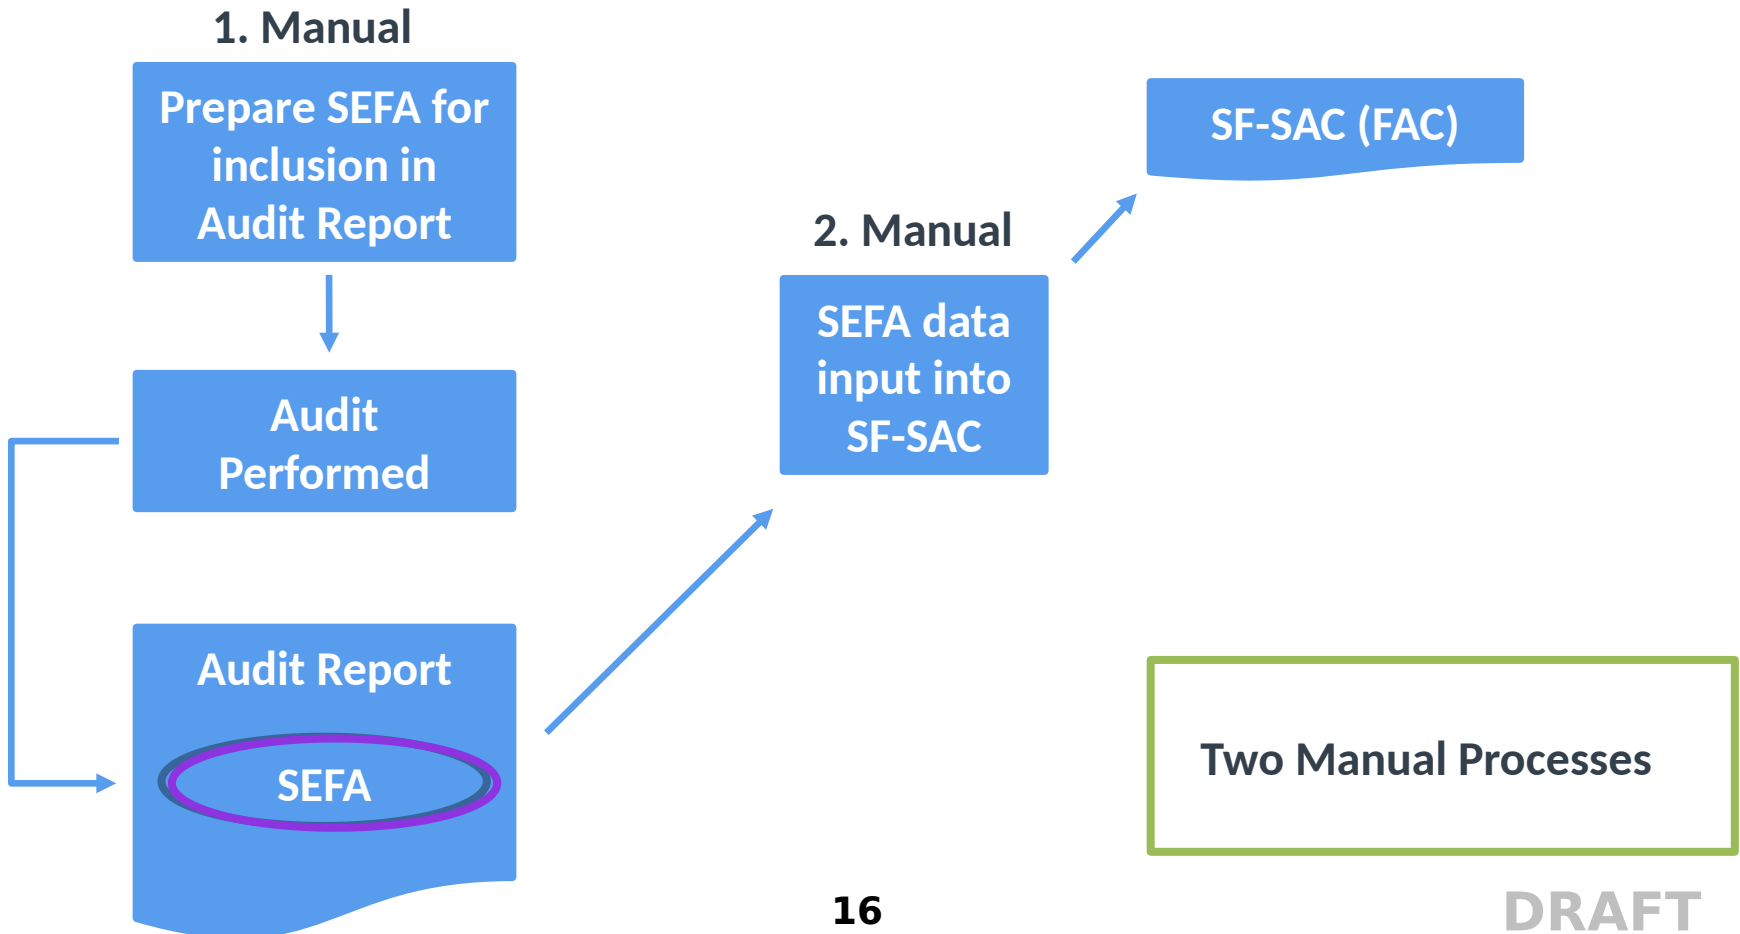 1. Manual
Prepare SEFA for
inclusion in
Audit Report
Audit
Performed
Audit Report
SEFA
2. Manual
SEFA data
input into
SF-SAC
SF-SAC (FAC)
Two Manual Processes
16
DRAFT